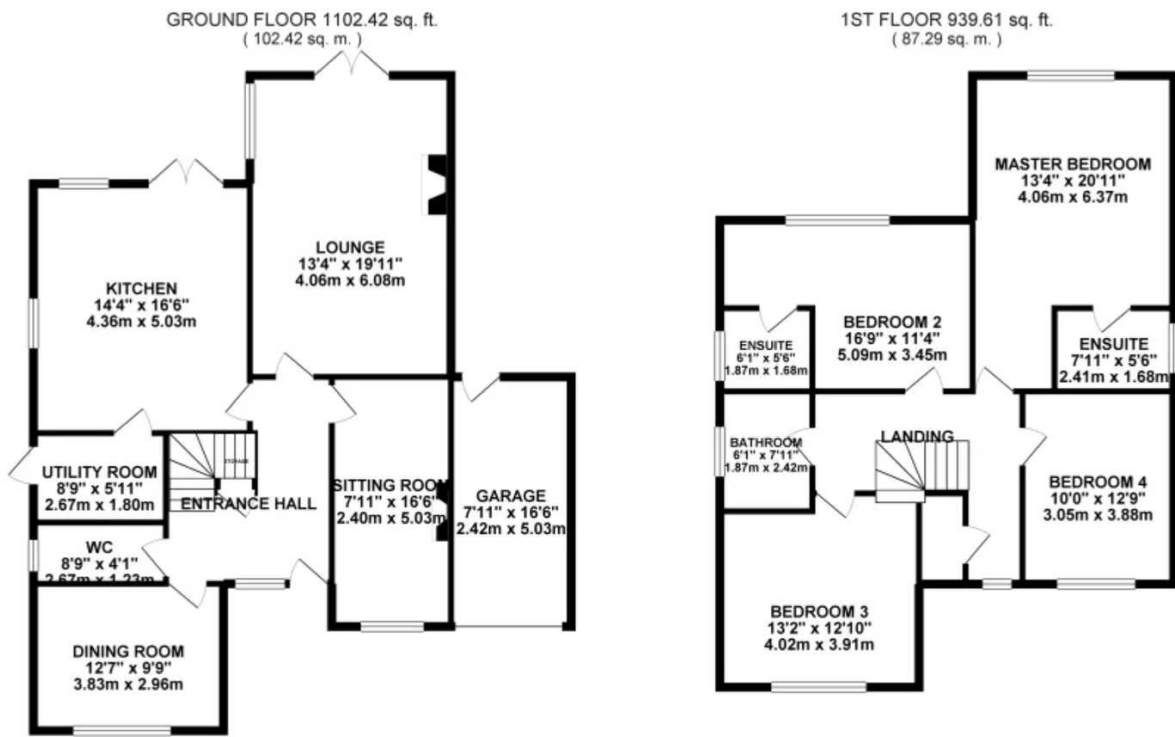 GROUND FLOOR 1102.42 sq. ft.
( 102.42 sq. m. )
LOUNGE
13'4" x 19'11"
4.06m x 6.08m
KITCHEN
14'4" x 16'6"
4.36m x 5.03m
UTILITY ROOM
8'9" x 5'11"
2.67m x 1.80m
STORAGE
ENTRANCE HALL
SITTING ROOM
7'11" x 16'6"
2.40m x 5.03m
GARAGE
7'11" x 16'6"
2.42m x 5.03m
WC
8'9" x 4'1"
2.67m x 1.23m
DINING ROOM
12'7" x 9'9"
3.83m x 2.96m
1ST FLOOR 939.61 sq. ft.
( 87.29 sq. m. )
MASTER BEDROOM
13'4" x 20'11"
4.06m x 6.37m
BEDROOM 2
16'9" x 11'4"
5.09m x 3.45m
ENSUITE
6'1" x 5'6"
1.87m x 1.68m
ENSUITE
7'11" x 5'6"
2.41m x 1.68m
BATHROOM
6'1" x 7'11"
1.87m x 2.42m
LANDING
BEDROOM 4
10'0" x 12'9"
3.05m x 3.88m
BEDROOM 3
13'2" x 12'10"
4.02m x 3.91m